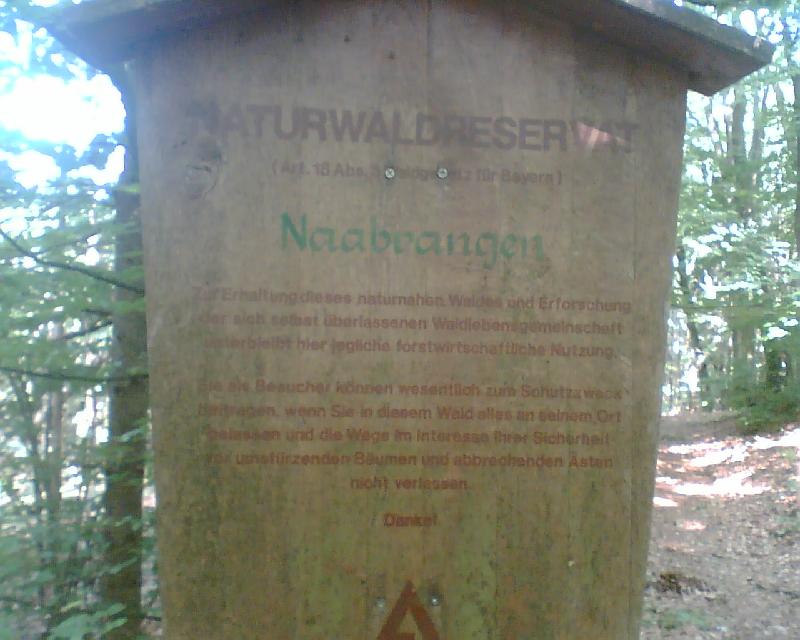 NATURWALDRESERVAT
(Art. 18 Abs. 3 Waldgesetz für Bayern)
Naabrangen
Zur Erhaltung dieses naturnahen Waldes und Erforschung
der sich selbst überlassenen Waldlebensgemeinschaft
unterbleibt hier jegliche forstwirtschaftliche Nutzung.
Sie als Besucher können wesentlich zum Schutzzweck
beitragen, wenn Sie in diesem Wald alles an seinem Ort
belassen und die Wege im Interesse Ihrer Sicherheit
vor umstürzenden Bäumen und abbrechenden Ästen
nicht verlassen.
Danke!